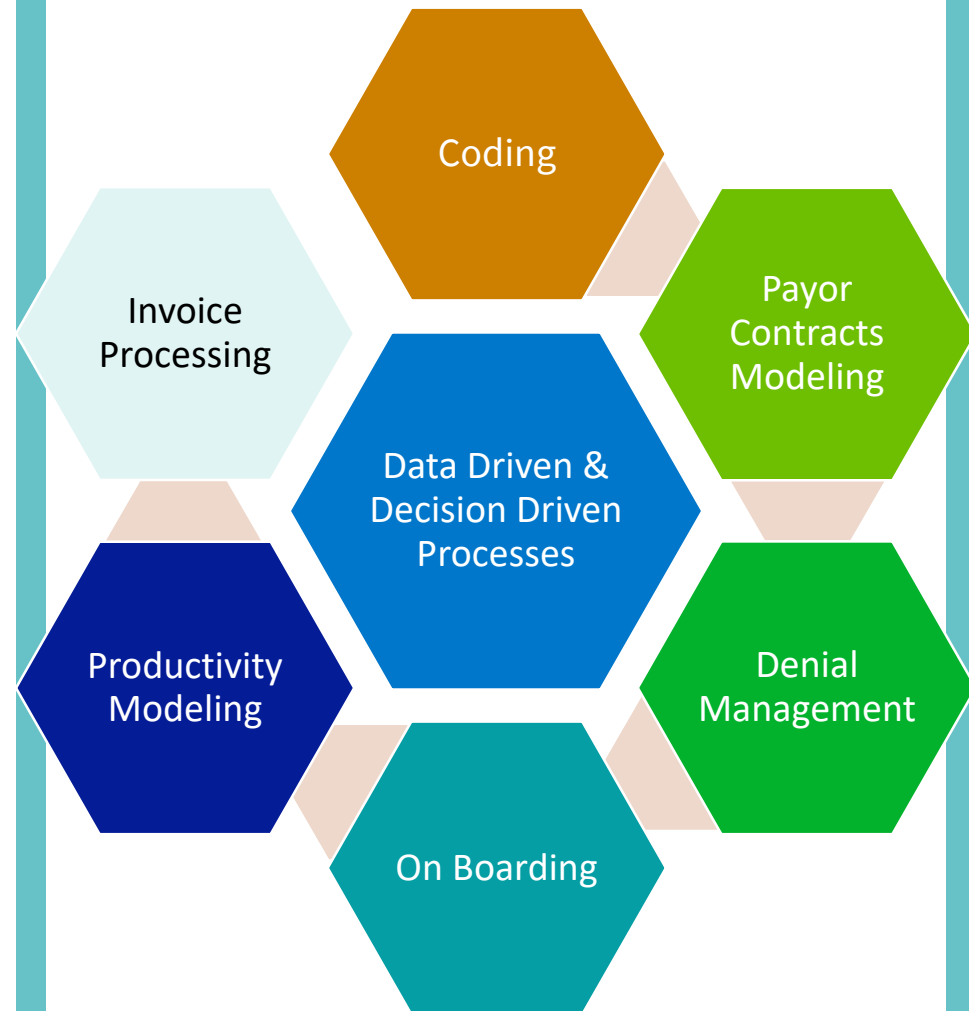 Coding
Payor
Contracts
Modeling
Invoice
Processing
Data Driven &
Decision Driven
Processes
Productivity
Modeling
Denial
Management
On Boarding